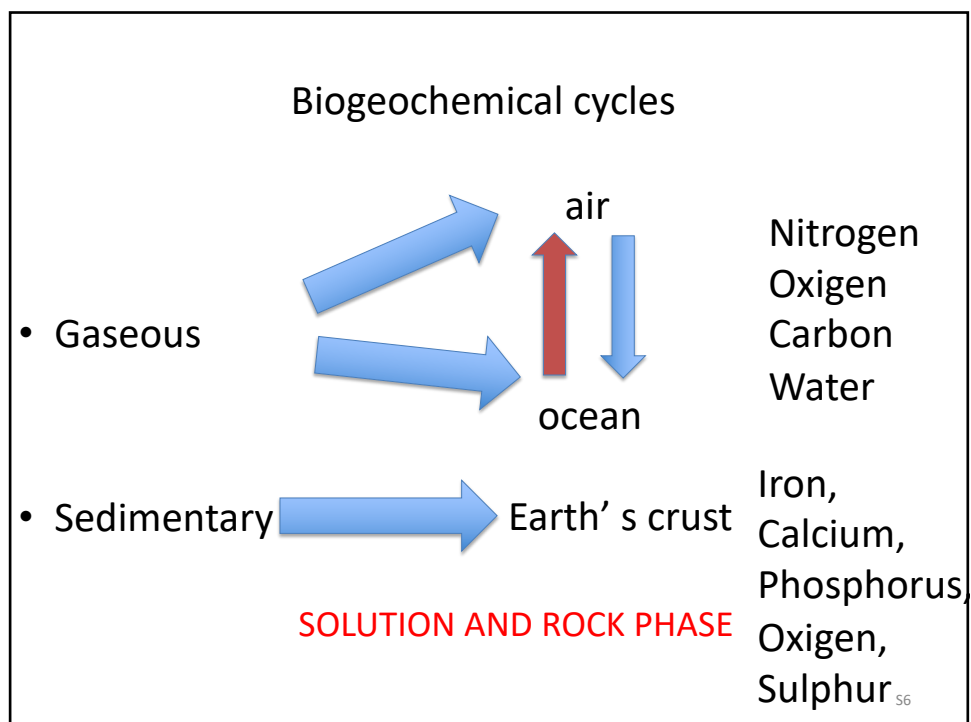 Biogeochemical cycles
air
Nitrogen
Oxigen
• Gaseous
Carbon
Water
ocean
Iron,
• Sedimentary
Earth’ s crust
Calcium,
Phosphorus,
SOLUTION AND ROCK PHASE
Oxigen,
Sulphur
S6